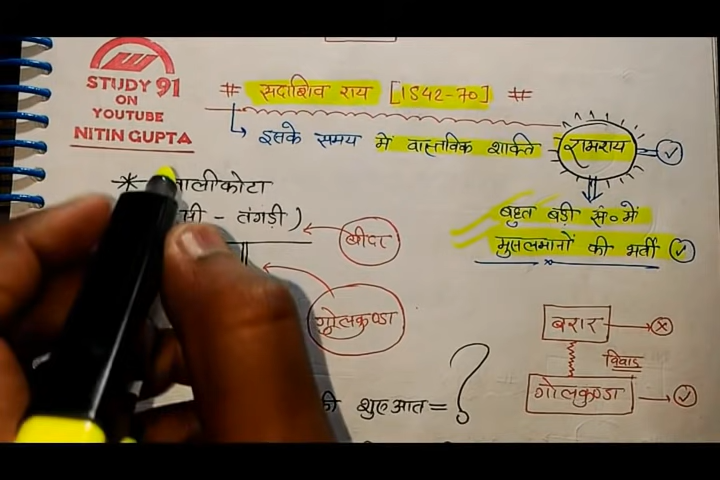 STUDY 91
ON
YOUTUBE
NITIN GUPTA
# सदाशिव राय [1542-70] #
इसके समय में वास्तविक शक्ति रामराय
बहुत बड़ी सं० में
मुसलमानों की भर्ती
तालीकोटा
- तंगड़ी)
बीदर
गोलकुण्डा
बरार
विवाद
गोलकुण्डा
की शुरुआत = ?